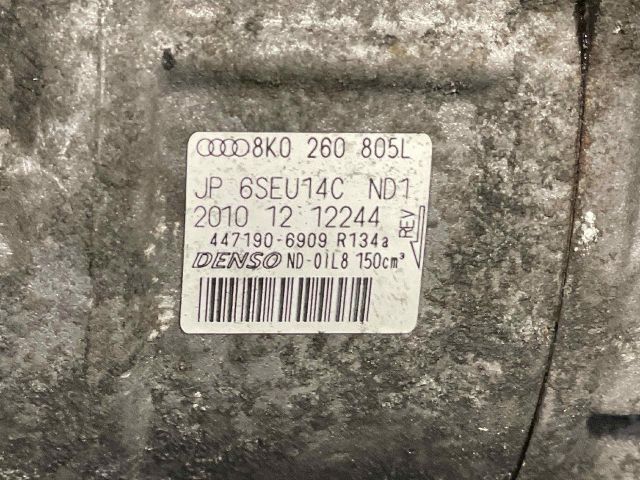 8K0 260 805L
JP 6SEU14C ND1
2010 12 12244
REV
447190-6909 R134a
DENSO ND-OIL8 150cm³